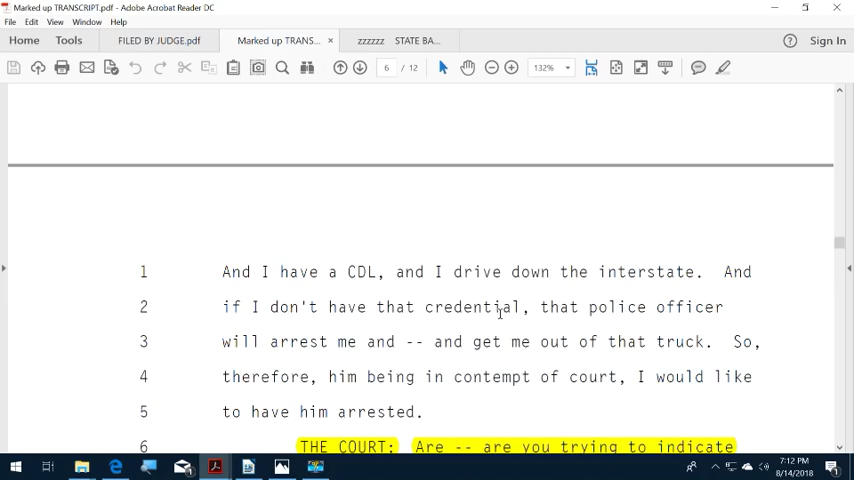 Marked up TRANSCRIPT.pdf - Adobe Acrobat Reader DC
File Edit View Window Help
Home Tools FILED BY JUDGE.pdf Marked up TRANS... × zzzzzz STATE BA... Sign In
6 / 12 132%
1 And I have a CDL, and I drive down the interstate. And
2 if I don't have that credential, that police officer
3 will arrest me and -- and get me out of that truck. So,
4 therefore, him being in contempt of court, I would like
5 to have him arrested.
6 THE COURT: Are -- are you trying to indicate
7:12 PM
8/14/2018